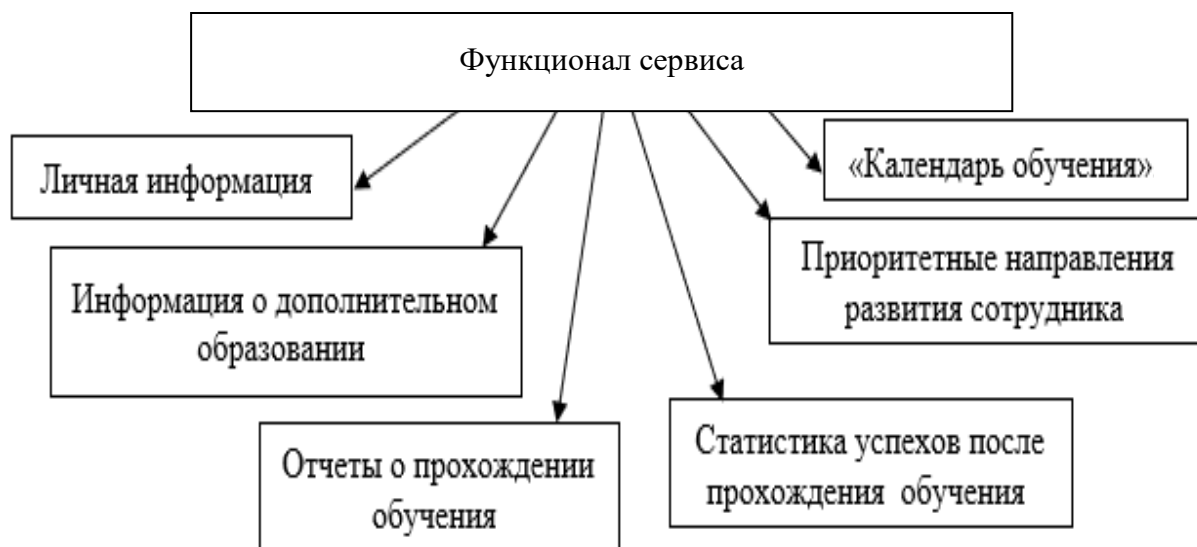 Функционал сервиса
Личная информация
«Календарь обучения»
Информация о дополнительном
образовании
Приоритетные направления
развития сотрудника
Отчеты о прохождении
обучения
Статистика успехов после
прохождения обучения